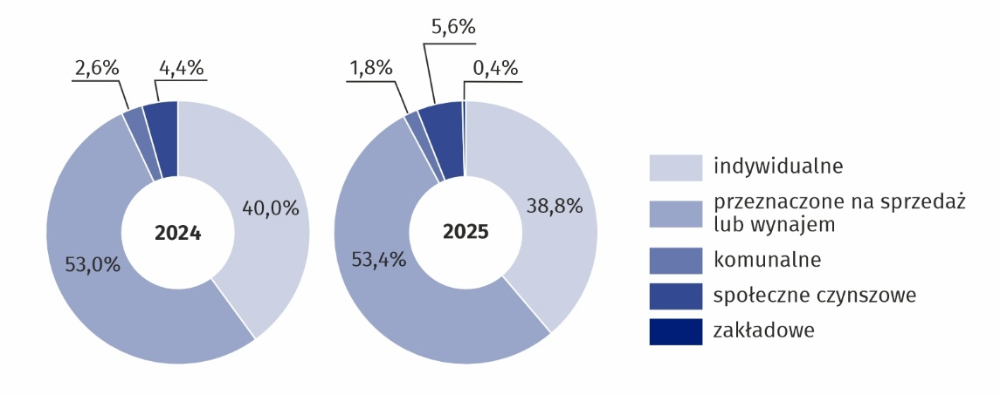 2,6%
4,4%
40,0%
53,0%
2024
5,6%
1,8%
0,4%
38,8%
53,4%
2025
indywidualne
przeznaczone na sprzedaż
lub wynajem
komunalne
społeczne czynszowe
zakładowe